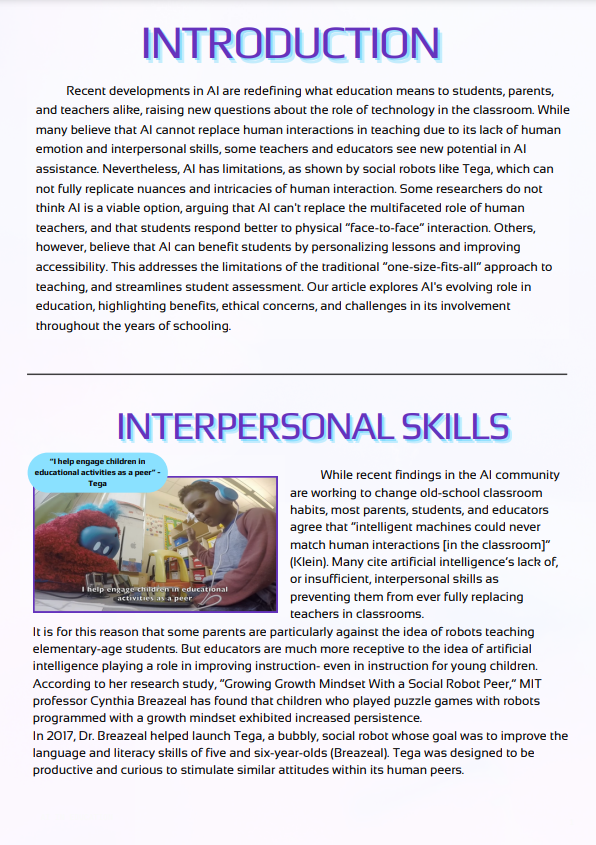 INTRODUCTION
Recent developments in AI are redefining what education means to students, parents,
and teachers alike, raising new questions about the role of technology in the classroom. While
many believe that AI cannot replace human interactions in teaching due to its lack of human
emotion and interpersonal skills, some teachers and educators see new potential in AI
assistance. Nevertheless, AI has limitations, as shown by social robots like Tega, which can
not fully replicate nuances and intricacies of human interaction. Some researchers do not
think AI is a viable option, arguing that AI can't replace the multifaceted role of human
teachers, and that students respond better to physical “face-to-face” interaction. Others,
however, believe that AI can benefit students by personalizing lessons and improving
accessibility. This addresses the limitations of the traditional “one-size-fits-all” approach to
teaching, and streamlines student assessment. Our article explores AI's evolving role in
education, highlighting benefits, ethical concerns, and challenges in its involvement
throughout the years of schooling.
INTERPERSONAL SKILLS
“I help engage children in
educational activities as a peer” -
Tega
I help engage children in educational
activities as a peer
While recent findings in the AI community
are working to change old-school classroom
habits, most parents, students, and educators
agree that “intelligent machines could never
match human interactions [in the classroom]”
(Klein). Many cite artificial intelligence’s lack of,
or insufficient, interpersonal skills as
preventing them from ever fully replacing
teachers in classrooms.
It is for this reason that some parents are particularly against the idea of robots teaching
elementary-age students. But educators are much more receptive to the idea of artificial
intelligence playing a role in improving instruction- even in instruction for young children.
According to her research study, “Growing Growth Mindset With a Social Robot Peer,” MIT
professor Cynthia Breazeal has found that children who played puzzle games with robots
programmed with a growth mindset exhibited increased persistence.
In 2017, Dr. Breazeal helped launch Tega, a bubbly, social robot whose goal was to improve the
language and literacy skills of five and six-year-olds (Breazeal). Tega was designed to be
productive and curious to stimulate similar attitudes within its human peers.